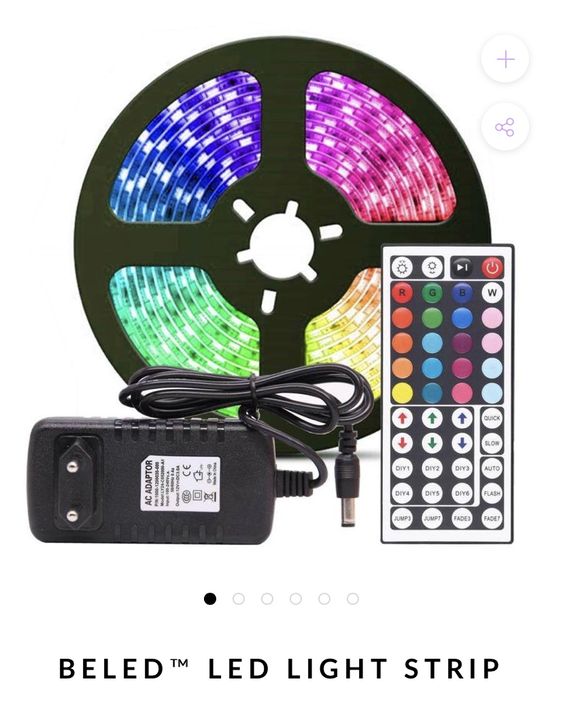 R G B W
QUICK
SLOW
DIY1 DIY2 DIY3 AUTO
DIY4 DIY5 DIY6 FLASH
JUMP3 JUMP7 FADE3 FADE7
AC ADAPTOR
BELED™ LED LIGHT STRIP